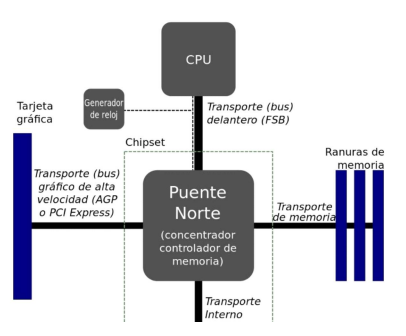 CPU
Generador
de reloj
Tarjeta
gráfica
Transporte (bus)
delantero (FSB)
Chipset
Ranuras de
memoria
Transporte (bus)
gráfico de alta
velocidad (AGP
o PCI Express)
Puente
Norte
(concentrador
controlador de
memoria)
Transporte
de memoria
Transporte
Interno